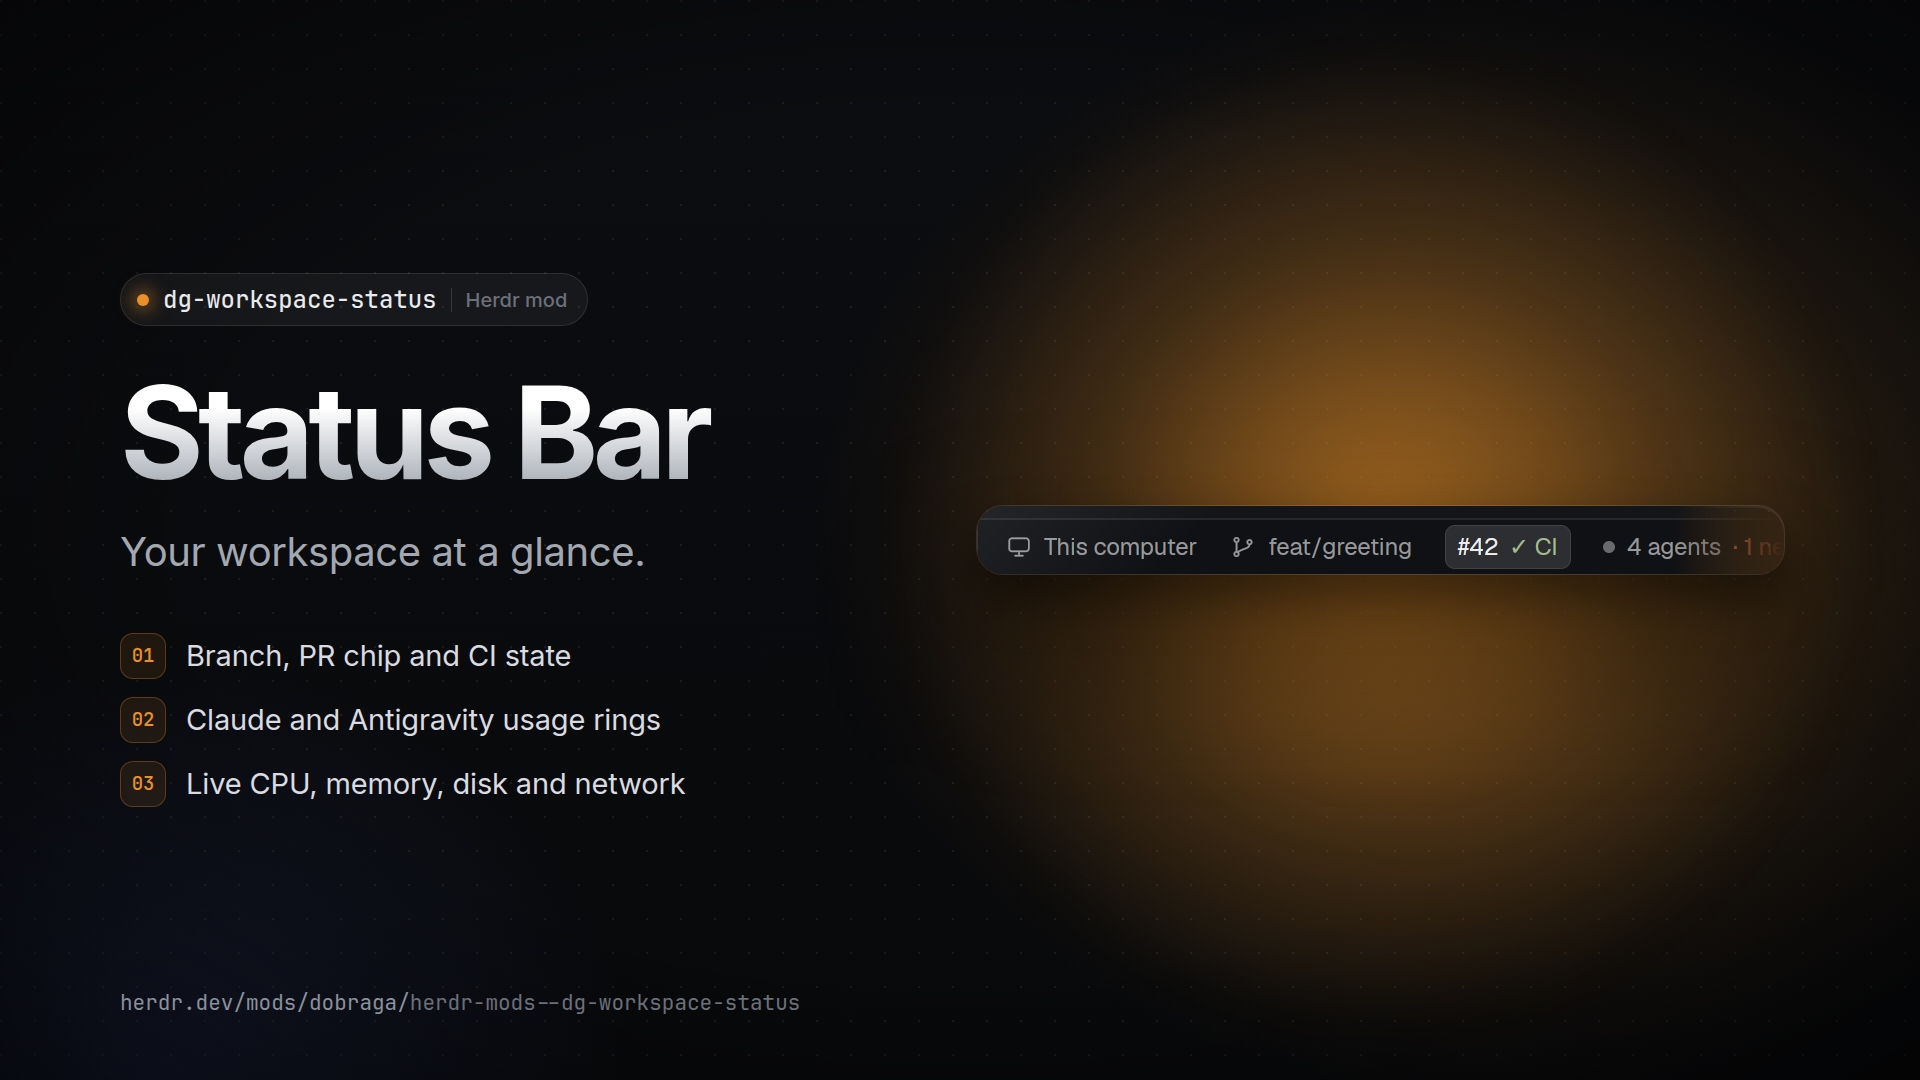 dg-workspace-status Herdr mod
Status Bar
Your workspace at a glance.
01 Branch, PR chip and CI state
02 Claude and Antigravity usage rings
03 Live CPU, memory, disk and network
This computer feat/greeting #42 ✓ CI 4 agents · 1 ne
herdr.dev/mods/dobraga/herdr-mods--dg-workspace-status